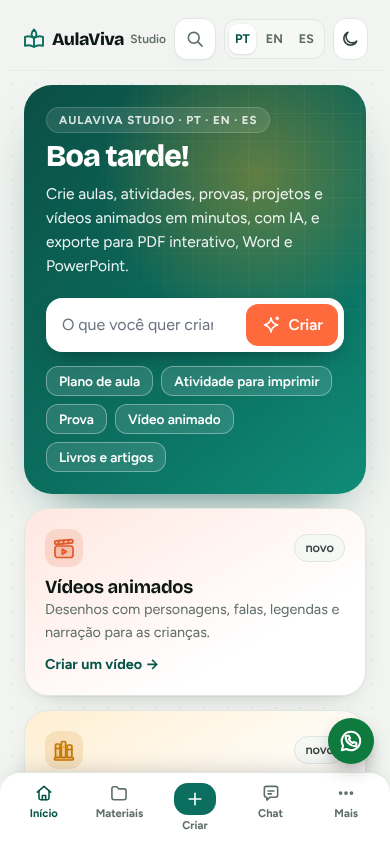 AulaViva Studio PT EN ES
AULAVIVA STUDIO · PT · EN · ES
Boa tarde!
Crie aulas, atividades, provas, projetos e
vídeos animados em minutos, com IA, e
exporte para PDF interativo, Word e
PowerPoint.
O que você quer criar Criar
Plano de aula Atividade para imprimir
Prova Vídeo animado
Livros e artigos
novo
Vídeos animados
Desenhos com personagens, falas, legendas e
narração para as crianças.
Criar um vídeo →
novo
Início Materiais Criar Chat Mais